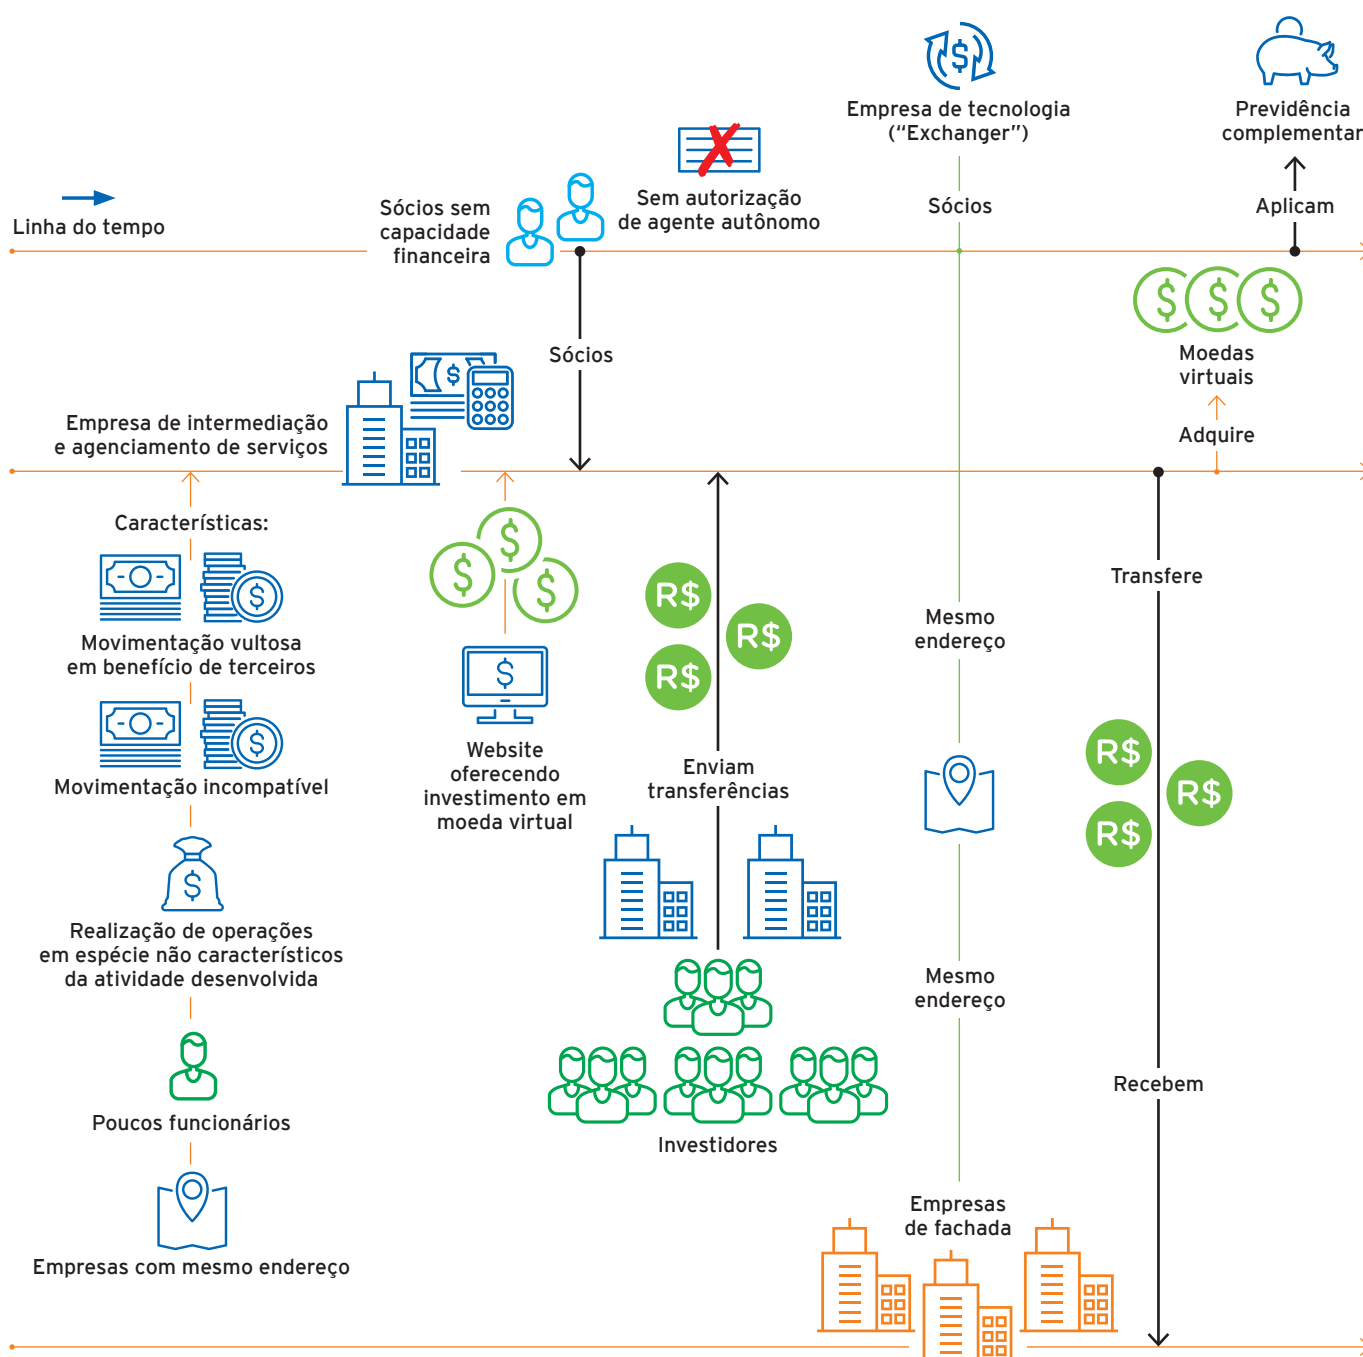 Empresa de tecnologia
(“Exchanger”)
Previdência
complementar
Linha do tempo
Sócios sem
capacidade
financeira
Sem autorização
de agente autônomo
Sócios
Aplicam
$
$
$
$
Moedas
virtuais
Adquire
Sócios
$
Empresa de intermediação
e agenciamento de serviços
Características:
$
Movimentação vultosa
em benefício de terceiros
$
Movimentação incompatível
$
Realização de operações
em espécie não característicos
da atividade desenvolvida
Poucos funcionários
Empresas com mesmo endereço
$
$
$
$
Website
oferecendo
investimento em
moeda virtual
R$
R$
R$
Enviam
transferências
Investidores
Mesmo
endereço
Mesmo
endereço
Empresas
de fachada
Transfere
R$
R$
R$
Recebem